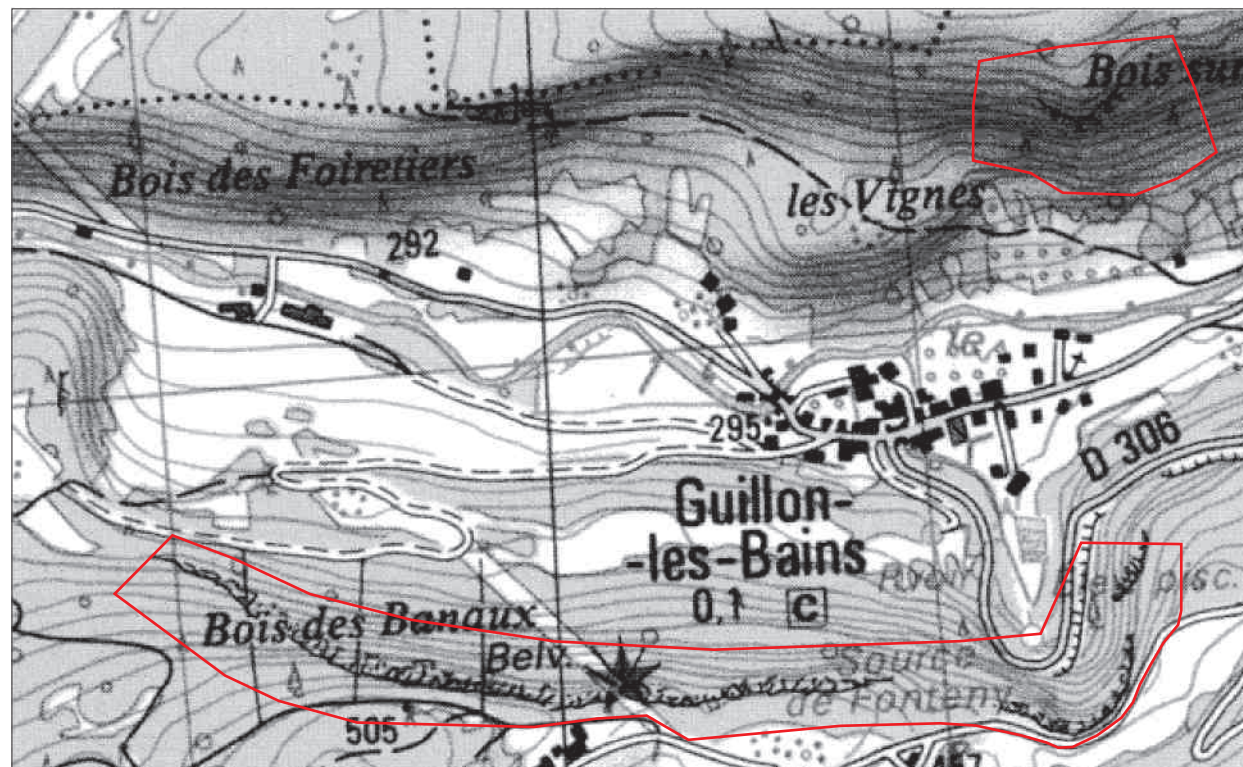 Bois sur
Bois des Foiretiers
les Vignes
292
295
D 306
Guillon-
-les-Bains
0,1 C
pisc.
Bois des Banaux
Belv.
Source
de Fonteny
505